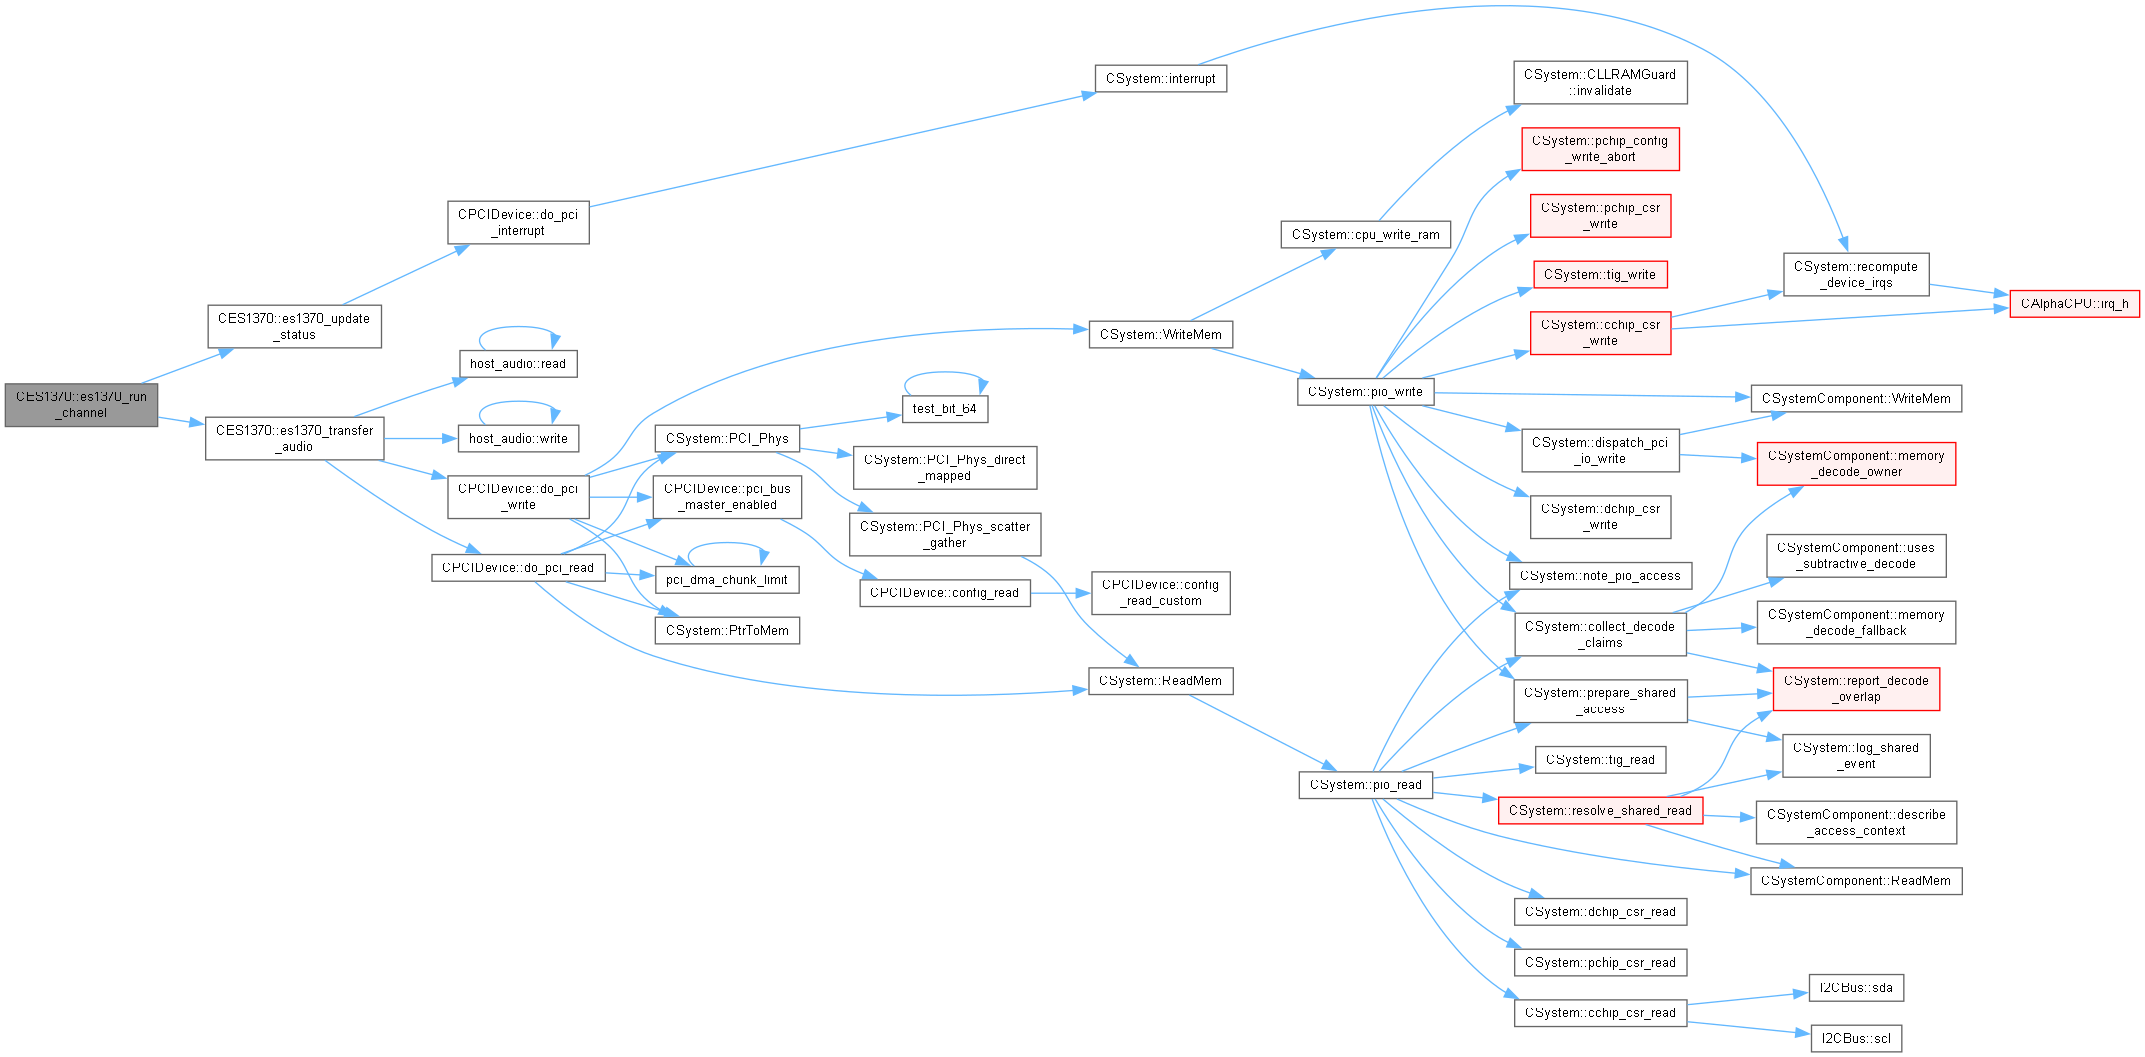 CES1370::es1370_run
_channel
CES1370::es1370_update
_status
CES1370::es1370_transfer
_audio
CPCIDevice::do_pci
_interrupt
host_audio::read
host_audio::write
CPCIDevice::do_pci
_write
CPCIDevice::do_pci_read
CSystem::PCI_Phys
CPCIDevice::pci_bus
_master_enabled
pci_dma_chunk_limit
CSystem::PtrToMem
test_bit_64
CSystem::PCI_Phys_direct
_mapped
CSystem::PCI_Phys_scatter
_gather
CPCIDevice::config_read
CSystem::interrupt
CSystem::WriteMem
CPCIDevice::config
_read_custom
CSystem::ReadMem
CSystem::cpu_write_ram
CSystem::pio_write
CSystem::pio_read
CSystem::CLLRAMGuard
::invalidate
CSystem::pchip_config
_write_abort
CSystem::pchip_csr
_write
CSystem::tig_write
CSystem::cchip_csr
_write
CSystem::dispatch_pci
_io_write
CSystem::dchip_csr
_write
CSystem::note_pio_access
CSystem::collect_decode
_claims
CSystem::prepare_shared
_access
CSystem::tig_read
CSystem::resolve_shared_read
CSystem::dchip_csr_read
CSystem::pchip_csr_read
CSystem::cchip_csr_read
CSystem::recompute
_device_irqs
CSystemComponent::WriteMem
CSystemComponent::memory
_decode_owner
CSystemComponent::uses
_subtractive_decode
CSystemComponent::memory
_decode_fallback
CSystem::report_decode
_overlap
CSystem::log_shared
_event
CSystemComponent::describe
_access_context
CSystemComponent::ReadMem
I2CBus::sda
I2CBus::scl
CAlphaCPU::irq_h